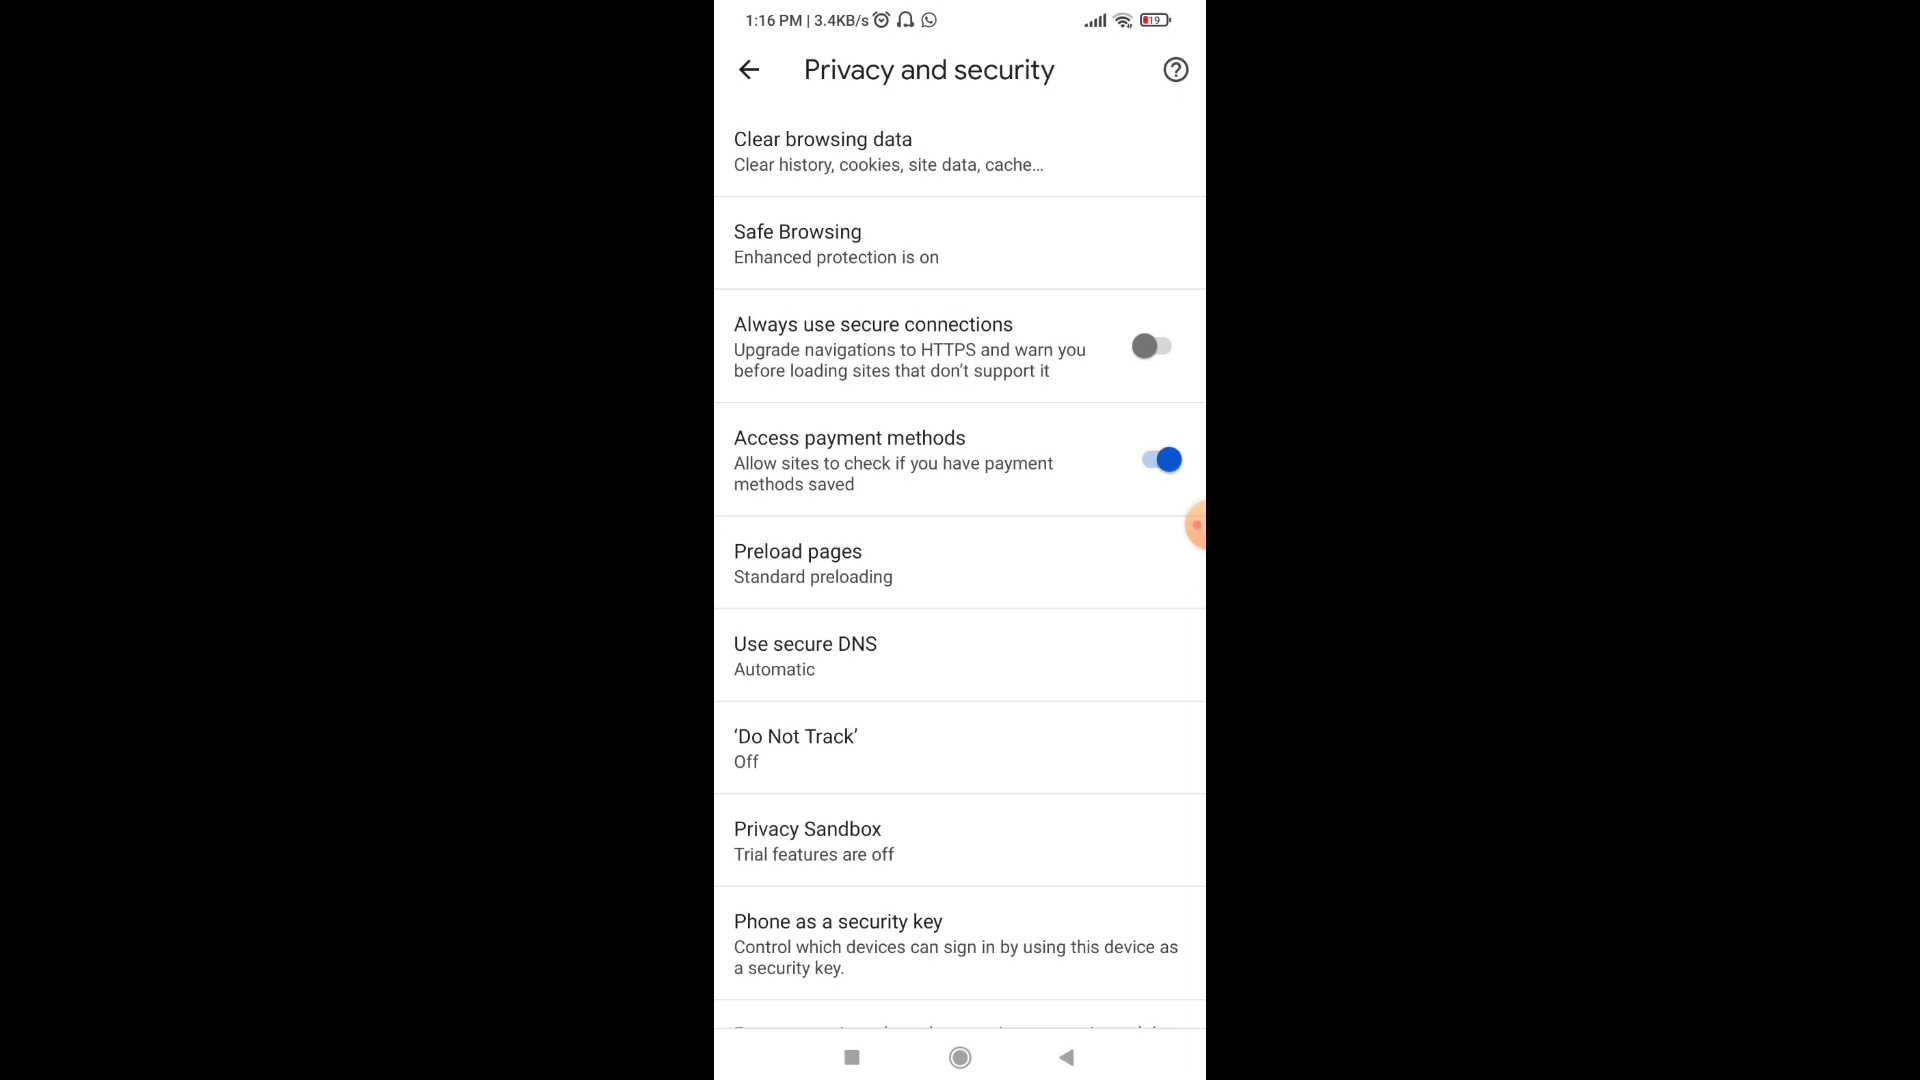 1:16 PM | 3.4KB/s
19
Privacy and security
Clear browsing data
Clear history, cookies, site data, cache…
Safe Browsing
Enhanced protection is on
Always use secure connections
Upgrade navigations to HTTPS and warn you
before loading sites that don’t support it
Access payment methods
Allow sites to check if you have payment
methods saved
Preload pages
Standard preloading
Use secure DNS
Automatic
‘Do Not Track’
Off
Privacy Sandbox
Trial features are off
Phone as a security key
Control which devices can sign in by using this device as
a security key.